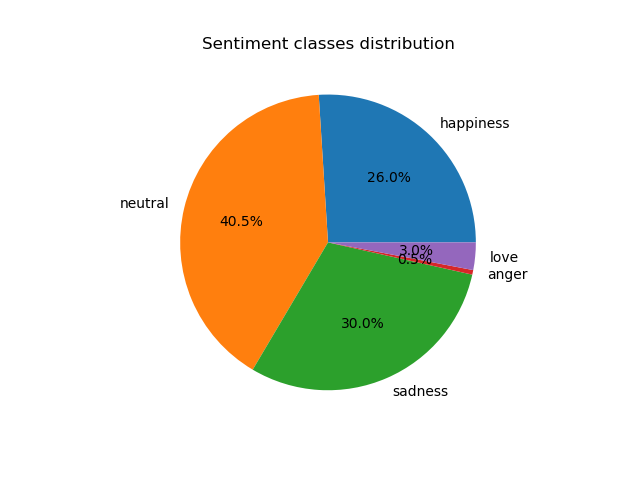 Sentiment classes distribution
happiness
26.0%
neutral
40.5%
3.0%
love
0.5%
anger
30.0%
sadness